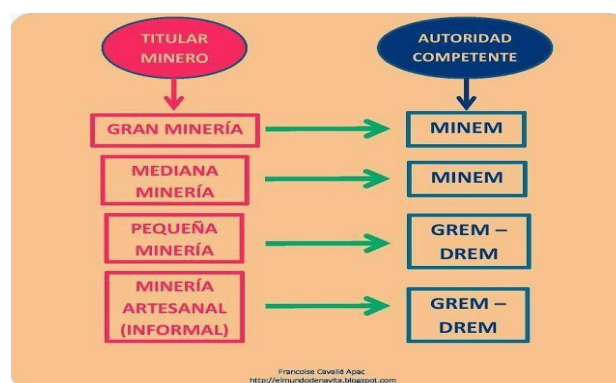 TITULAR
MINERO
AUTORIDAD
COMPETENTE
GRAN MINERÍA
MINEM
MEDIANA
MINERÍA
MINEM
PEQUEÑA
MINERÍA
GREM –
DREM
MINERÍA
ARTESANAL
(INFORMAL)
GREM –
DREM
Francoise Cavalié Apac
http://elmundodenavita.blogspot.com